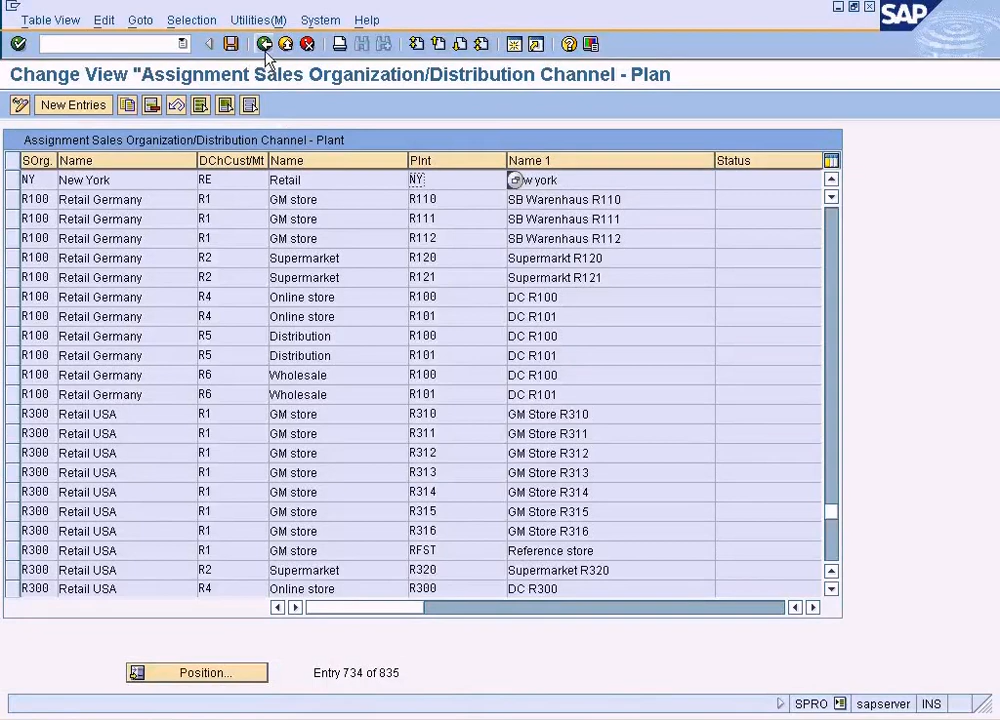 Table View Edit Goto Selection Utilities(M) System Help
SAP
Change View "Assignment Sales Organization/Distribution Channel - Plan
New Entries
Assignment Sales Organization/Distribution Channel - Plant
SOrg. Name DChCust/Mt Name Plnt Name 1 Status
NY New York RE Retail NY w york
R100 Retail Germany R1 GM store R110 SB Warenhaus R110
R100 Retail Germany R1 GM store R111 SB Warenhaus R111
R100 Retail Germany R1 GM store R112 SB Warenhaus R112
R100 Retail Germany R2 Supermarket R120 Supermarkt R120
R100 Retail Germany R2 Supermarket R121 Supermarkt R121
R100 Retail Germany R4 Online store R100 DC R100
R100 Retail Germany R4 Online store R101 DC R101
R100 Retail Germany R5 Distribution R100 DC R100
R100 Retail Germany R5 Distribution R101 DC R101
R100 Retail Germany R6 Wholesale R100 DC R100
R100 Retail Germany R6 Wholesale R101 DC R101
R300 Retail USA R1 GM store R310 GM Store R310
R300 Retail USA R1 GM store R311 GM Store R311
R300 Retail USA R1 GM store R312 GM Store R312
R300 Retail USA R1 GM store R313 GM Store R313
R300 Retail USA R1 GM store R314 GM Store R314
R300 Retail USA R1 GM store R315 GM Store R315
R300 Retail USA R1 GM store R316 GM Store R316
R300 Retail USA R1 GM store RFST Reference store
R300 Retail USA R2 Supermarket R320 Supermarket R320
R300 Retail USA R4 Online store R300 DC R300
Position... Entry 734 of 835
SPRO sapserver INS